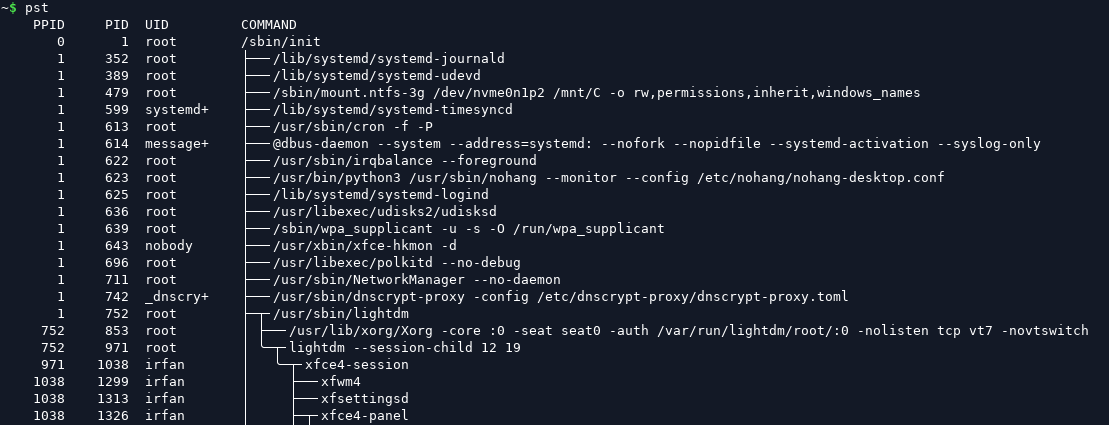 ~$ pst
PPID PID UID COMMAND
0 1 root /sbin/init
1 352 root /lib/systemd/systemd-journald
1 389 root /lib/systemd/systemd-udevd
1 479 root /sbin/mount.ntfs-3g /dev/nvme0n1p2 /mnt/C -o rw,permissions,inherit,windows_names
1 599 systemd+ /lib/systemd/systemd-timesyncd
1 613 root /usr/sbin/cron -f -P
1 614 message+ @dbus-daemon --system --address=systemd: --nofork --nopidfile --systemd-activation --syslog-only
1 622 root /usr/sbin/irqbalance --foreground
1 623 root /usr/bin/python3 /usr/sbin/nohang --monitor --config /etc/nohang/nohang-desktop.conf
1 625 root /lib/systemd/systemd-logind
1 636 root /usr/libexec/udisks2/udisksd
1 639 root /sbin/wpa_supplicant -u -s -O /run/wpa_supplicant
1 643 nobody /usr/xbin/xfce-hkmon -d
1 696 root /usr/libexec/polkitd --no-debug
1 711 root /usr/sbin/NetworkManager --no-daemon
1 742 _dnscry+ /usr/sbin/dnscrypt-proxy -config /etc/dnscrypt-proxy/dnscrypt-proxy.toml
1 752 root /usr/sbin/lightdm
752 853 root /usr/lib/xorg/Xorg -core :0 -seat seat0 -auth /var/run/lightdm/root/:0 -nolisten tcp vt7 -novtswitch
752 971 root lightdm --session-child 12 19
971 1038 irfan xfce4-session
1038 1299 irfan xfwm4
1038 1313 irfan xfsettingsd
1038 1326 irfan xfce4-panel